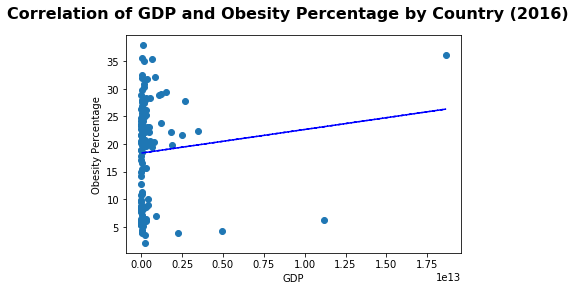 Correlation of GDP and Obesity Percentage by Country (2016)
35
30
25
20
15
10
5
Obesity Percentage
0.00 0.25 0.50 0.75 1.00 1.25 1.50 1.75
1e13
GDP